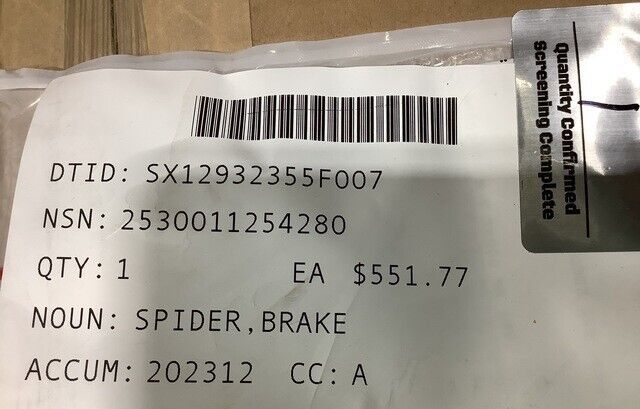 DTID: SX12932355F007
NSN: 2530011254280
QTY: 1 EA $551.77
NOUN: SPIDER,BRAKE
ACCUM: 202312 CC: A
Quantity Confirmed
Screening Complete